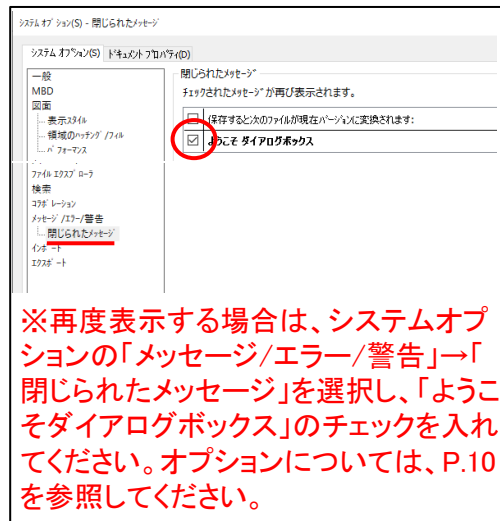 システム オプション(S) - 閉じられたメッセージ
システム オプション(S) ドキュメント プロパティ(D)
一般
MBD
図面
表示スタイル
領域のハッチング/フィル
パフォーマンス
ファイル エクスプローラ
検索
コラボレーション
メッセージ/エラー/警告
閉じられたメッセージ
インポート
エクスポート
閉じられたメッセージ
チェックされたメッセージが再び表示されます。
保存すると次のファイルが現在バージョンに変換されます:
ようこそ ダイアログボックス
※再度表示する場合は、システムオプ
ションの「メッセージ/エラー/警告」→「
閉じられたメッセージ」を選択し、「ようこ
そダイアログボックス」のチェックを入れ
てください。オプションについては、P.10
を参照してください。